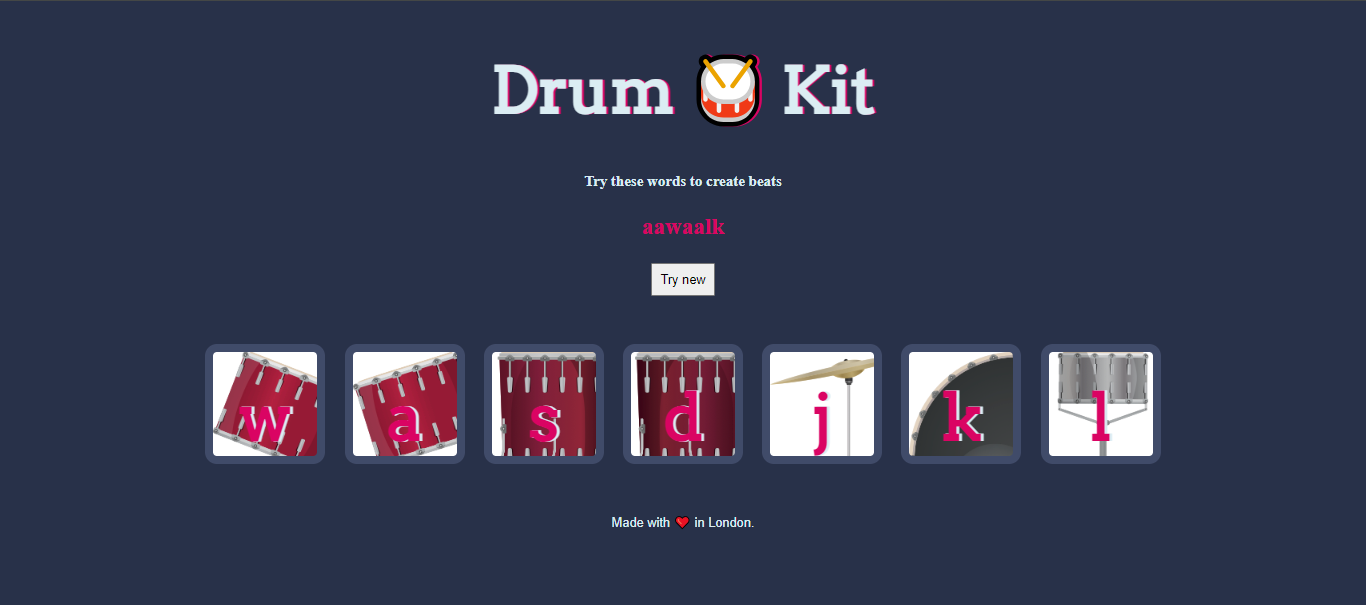 Drum 🥁 Kit
Try these words to create beats
aawaalk
Try new
w a s d j k l
Made with ❤️ in London.